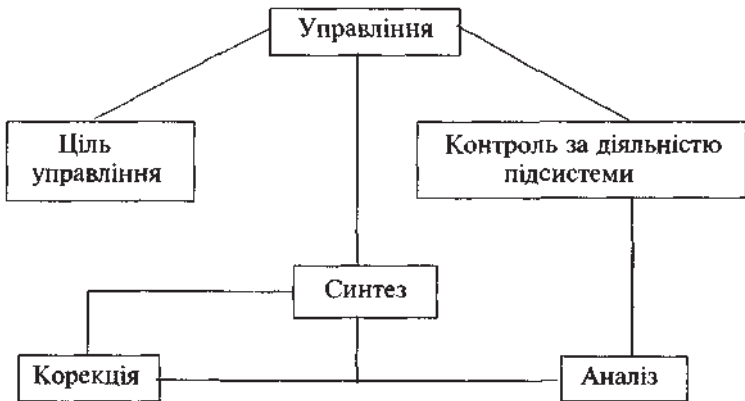 Управління
Ціль
управління
Контроль за діяльністю
підсистеми
Синтез
Корекція
Аналіз